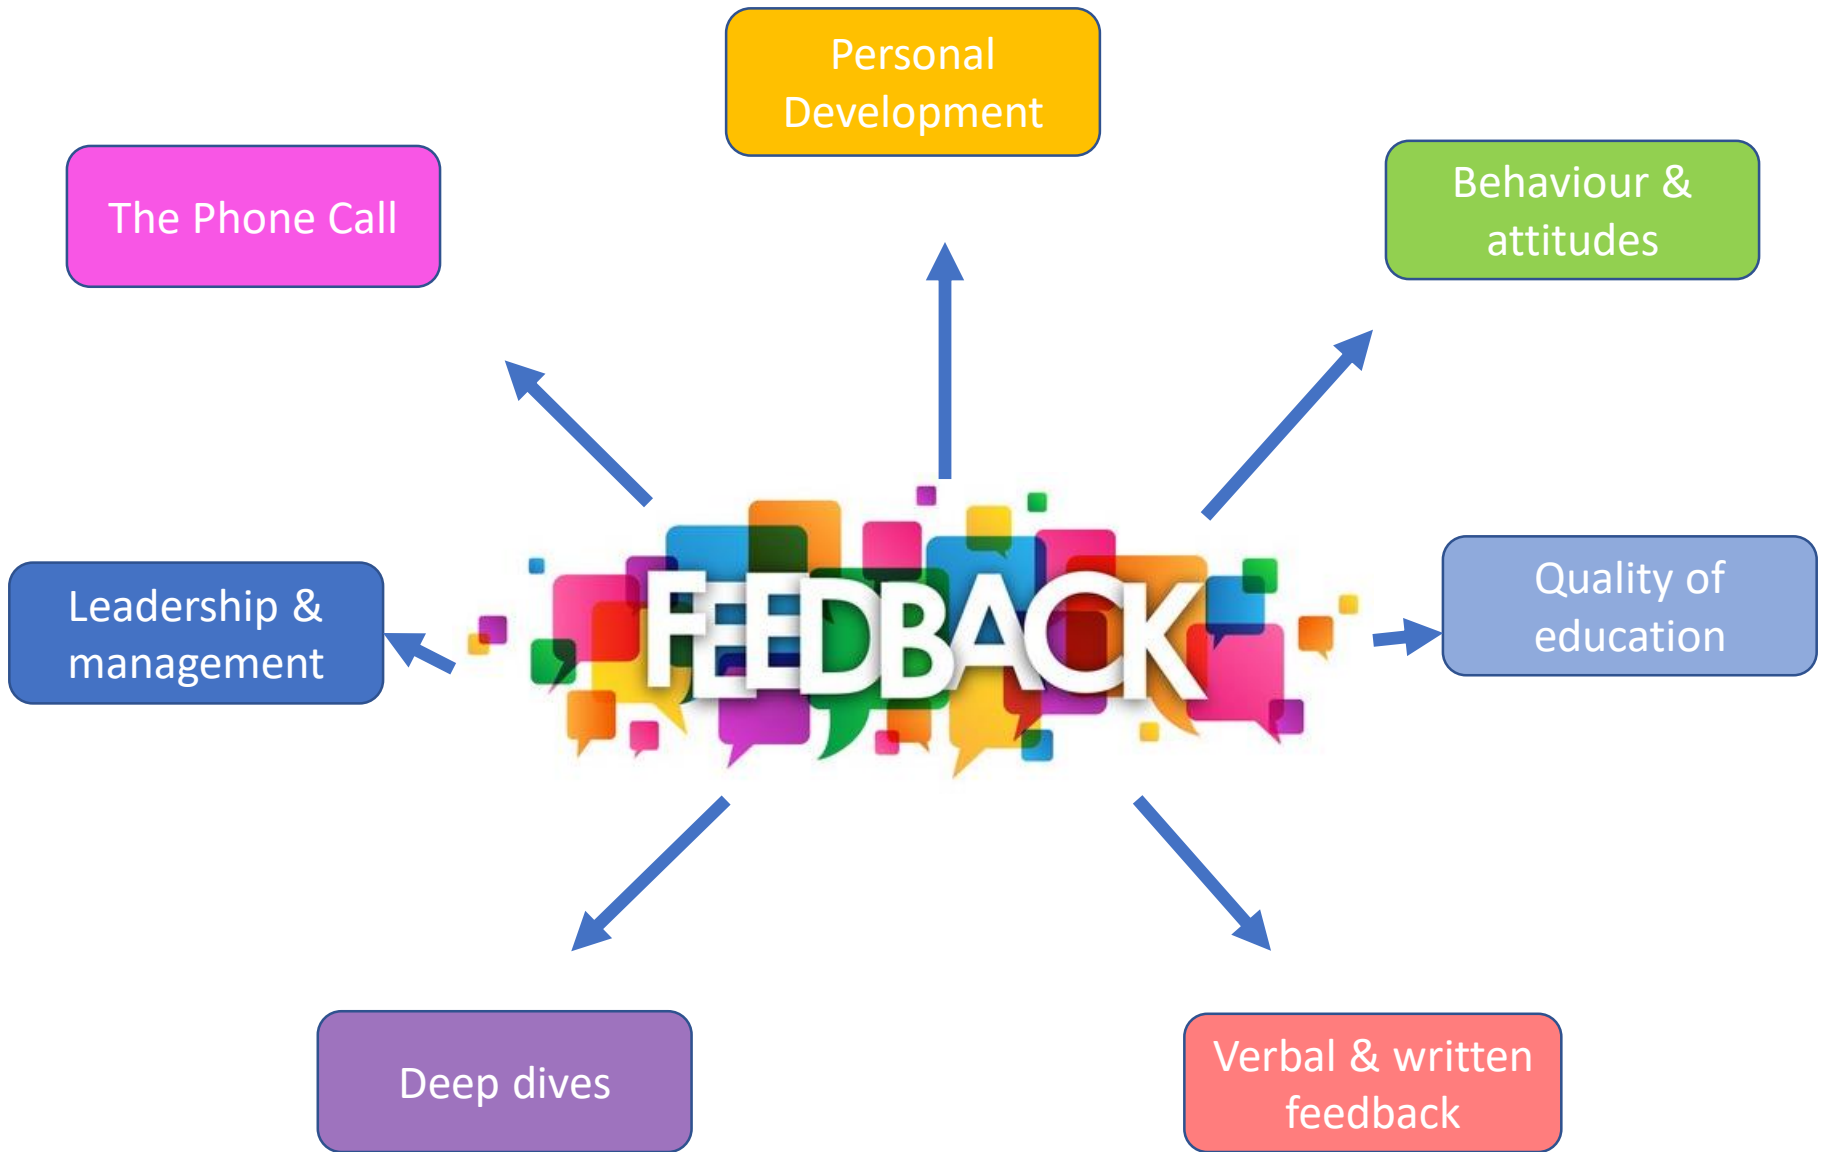 Personal
Development
The Phone Call
Behaviour &
attitudes
FEEDBACK
Leadership &
management
Quality of
education
Deep dives
Verbal & written
feedback